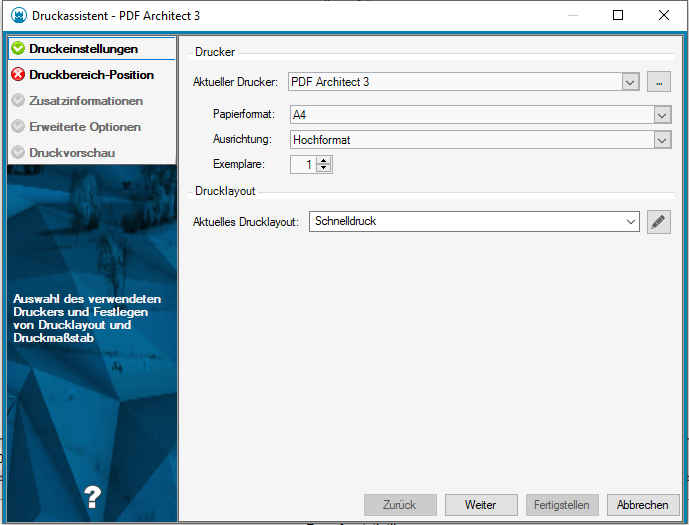 Druckassistent - PDF Architect 3
Druckeinstellungen
Druckbereich-Position
Zusatzinformationen
Erweiterte Optionen
Druckvorschau
Auswahl des verwendeten
Druckers und Festlegen
von Drucklayout und
Druckmaßstab
?
Drucker
Aktueller Drucker: PDF Architect 3 ...
Papierformat: A4
Ausrichtung: Hochformat
Exemplare: 1
Drucklayout
Aktuelles Drucklayout: Schnelldruck
Zurück Weiter Fertigstellen Abbrechen